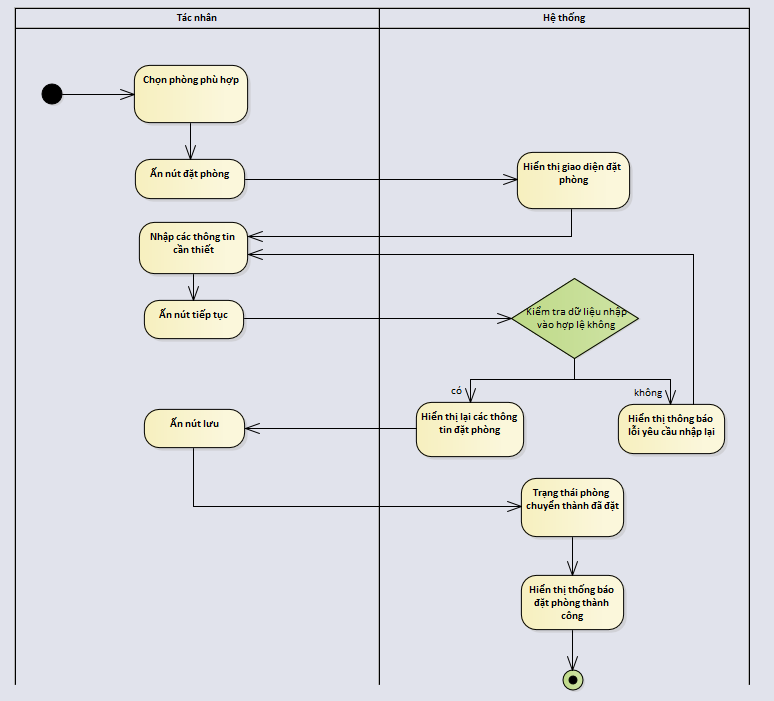 Tác nhân
Hệ thống
Chọn phòng phù hợp
Ấn nút đặt phòng
Hiển thị giao diện đặt
phòng
Nhập các thông tin
cần thiết
Ấn nút tiếp tục
Kiểm tra dữ liệu nhập
vào hợp lệ không
có
không
Hiển thị lại các thông
tin đặt phòng
Hiển thị thông báo
lỗi yêu cầu nhập lại
Ấn nút lưu
Trạng thái phòng
chuyển thành đã đặt
Hiển thị thống báo
đặt phòng thành
công